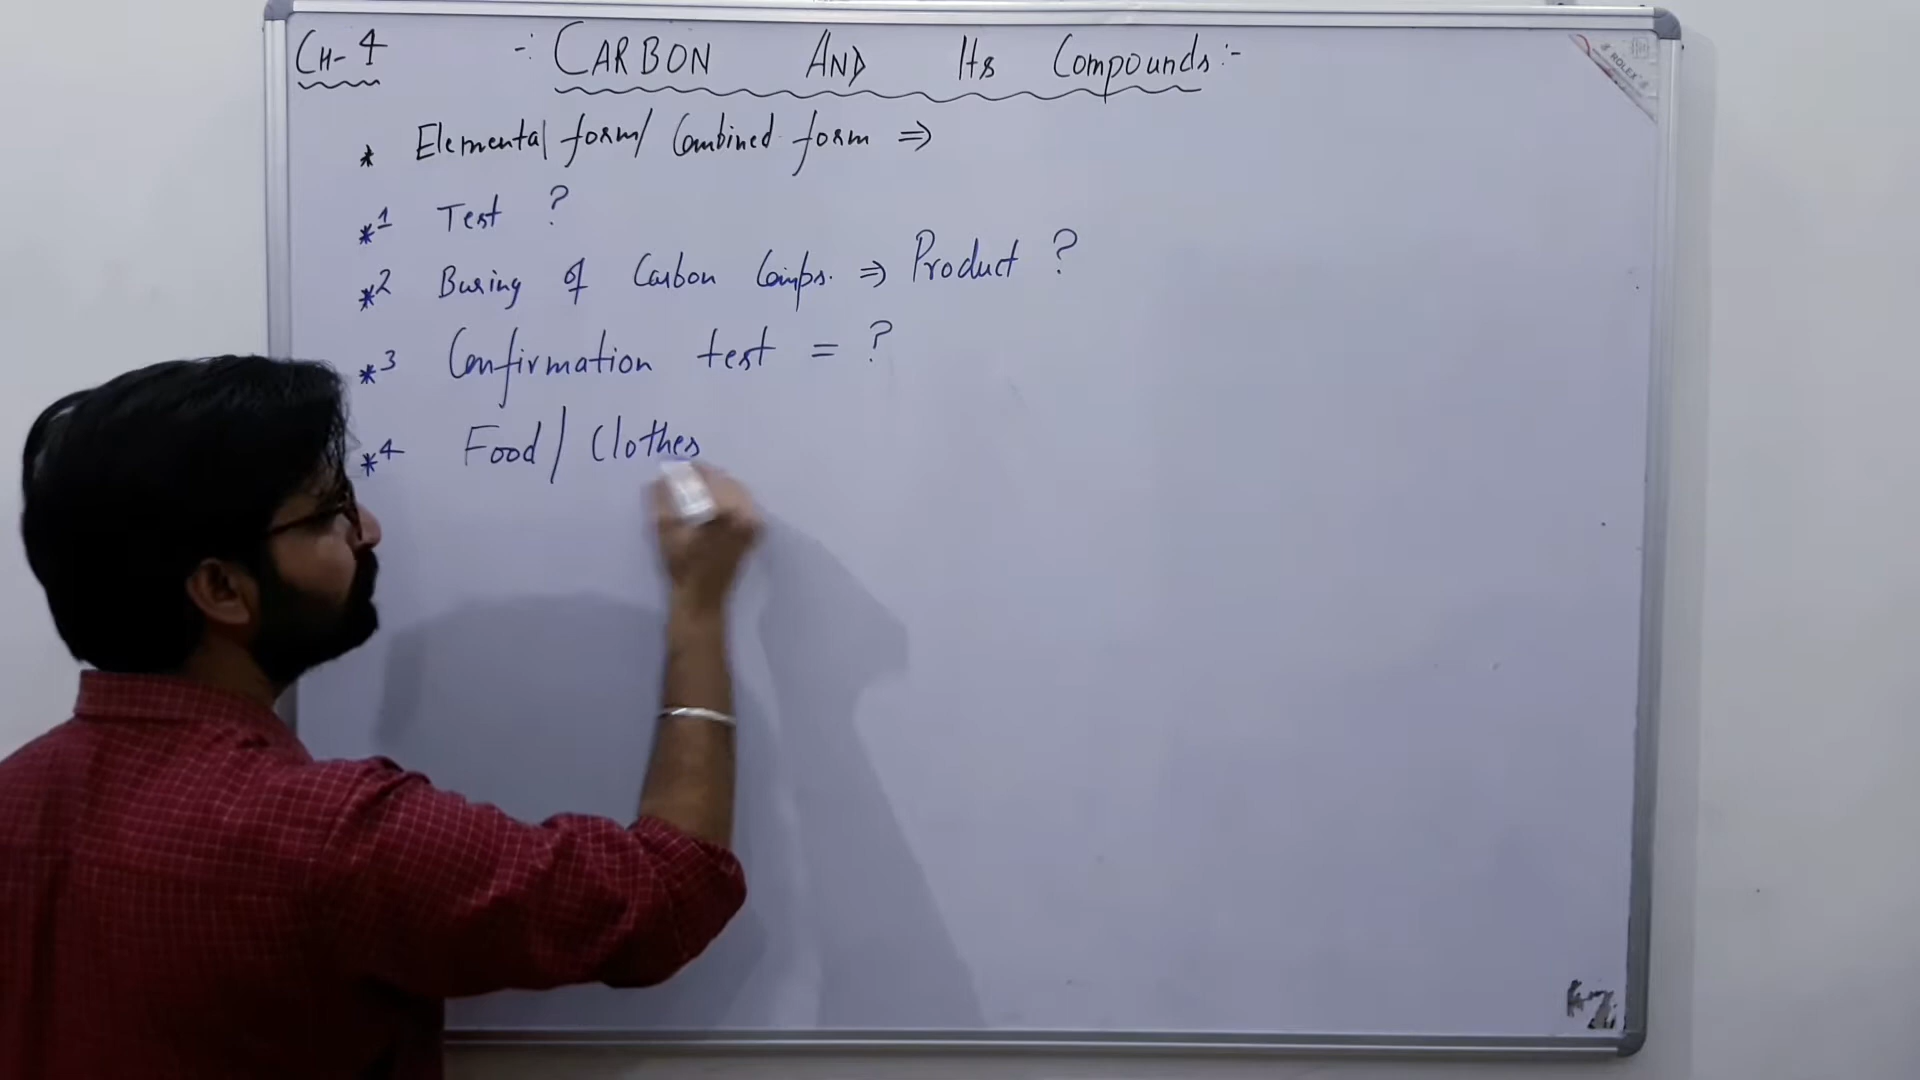 CH-4 -: CARBON AND Its Compounds :-
* Elemental form/ Combined form ⇒
*1 Test ?
*2 Buring of Carbon Comps. ⇒ Product ?
*3 Confirmation test = ?
*4 Food / Clothes
ROLEX